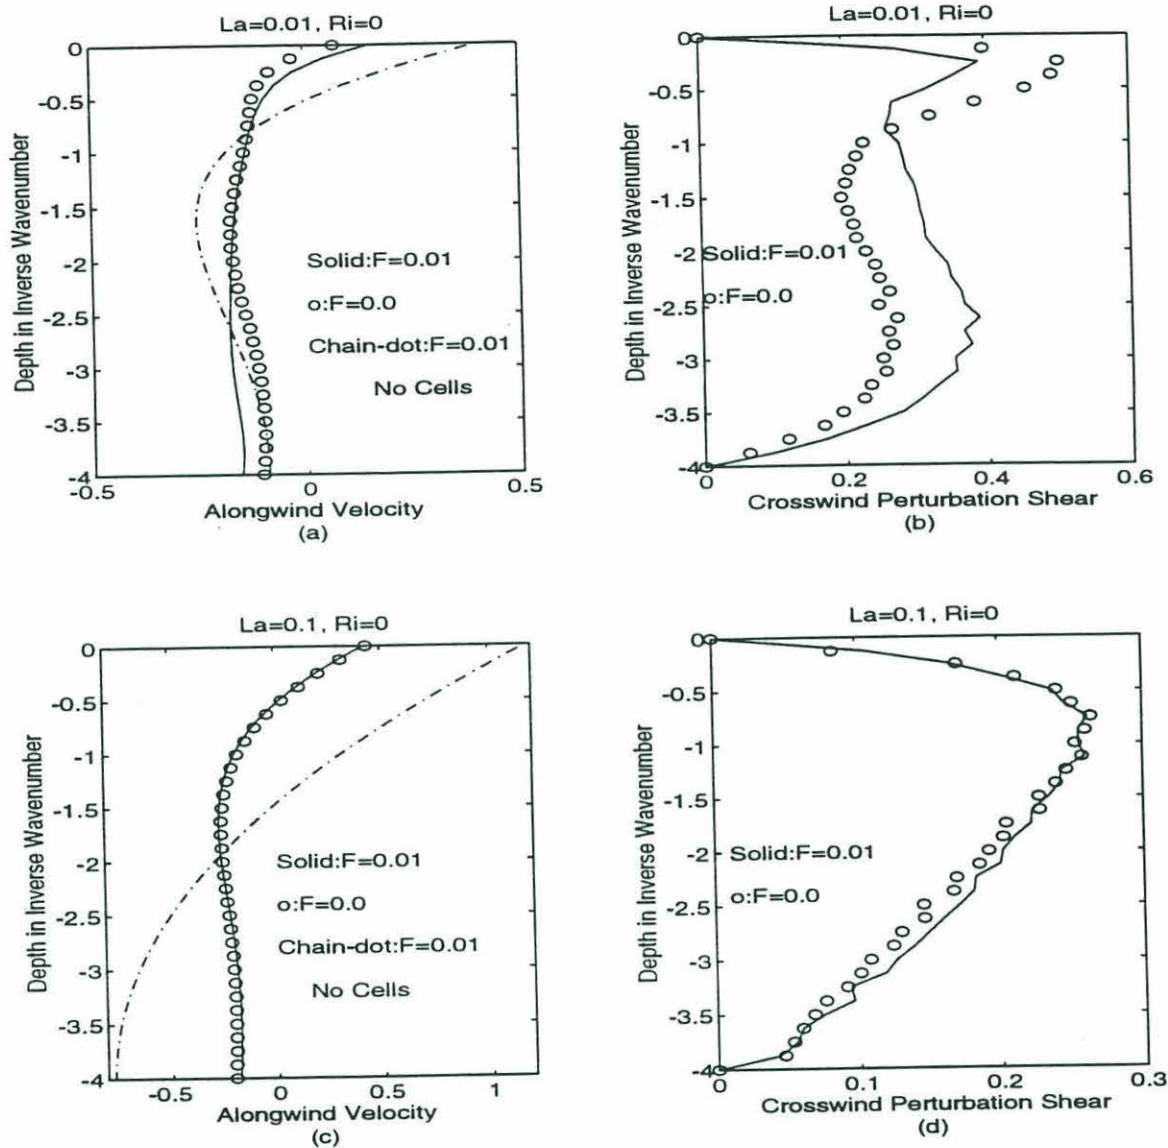 La=0.01, Ri=0
0
-0.5
-1
-1.5
-2
-2.5
-3
-3.5
-4
Depth in Inverse Wavenumber
Solid:F=0.01
o:F=0.0
Chain-dot:F=0.01
No Cells
-0.5
0
0.5
Alongwind Velocity
(a)
La=0.01, Ri=0
0
-0.5
-1
-1.5
-2
-2.5
-3
-3.5
-4
Depth in Inverse Wavenumber
Solid:F=0.01
o:F=0.0
0
0.2
0.4
0.6
Crosswind Perturbation Shear
(b)
La=0.1, Ri=0
0
-0.5
-1
-1.5
-2
-2.5
-3
-3.5
-4
Depth in Inverse Wavenumber
Solid:F=0.01
o:F=0.0
Chain-dot:F=0.01
No Cells
-0.5
0
0.5
1
Alongwind Velocity
(c)
La=0.1, Ri=0
0
-0.5
-1
-1.5
-2
-2.5
-3
-3.5
-4
Depth in Inverse Wavenumber
Solid:F=0.01
o:F=0.0
0
0.1
0.2
0.3
Crosswind Perturbation Shear
(d)